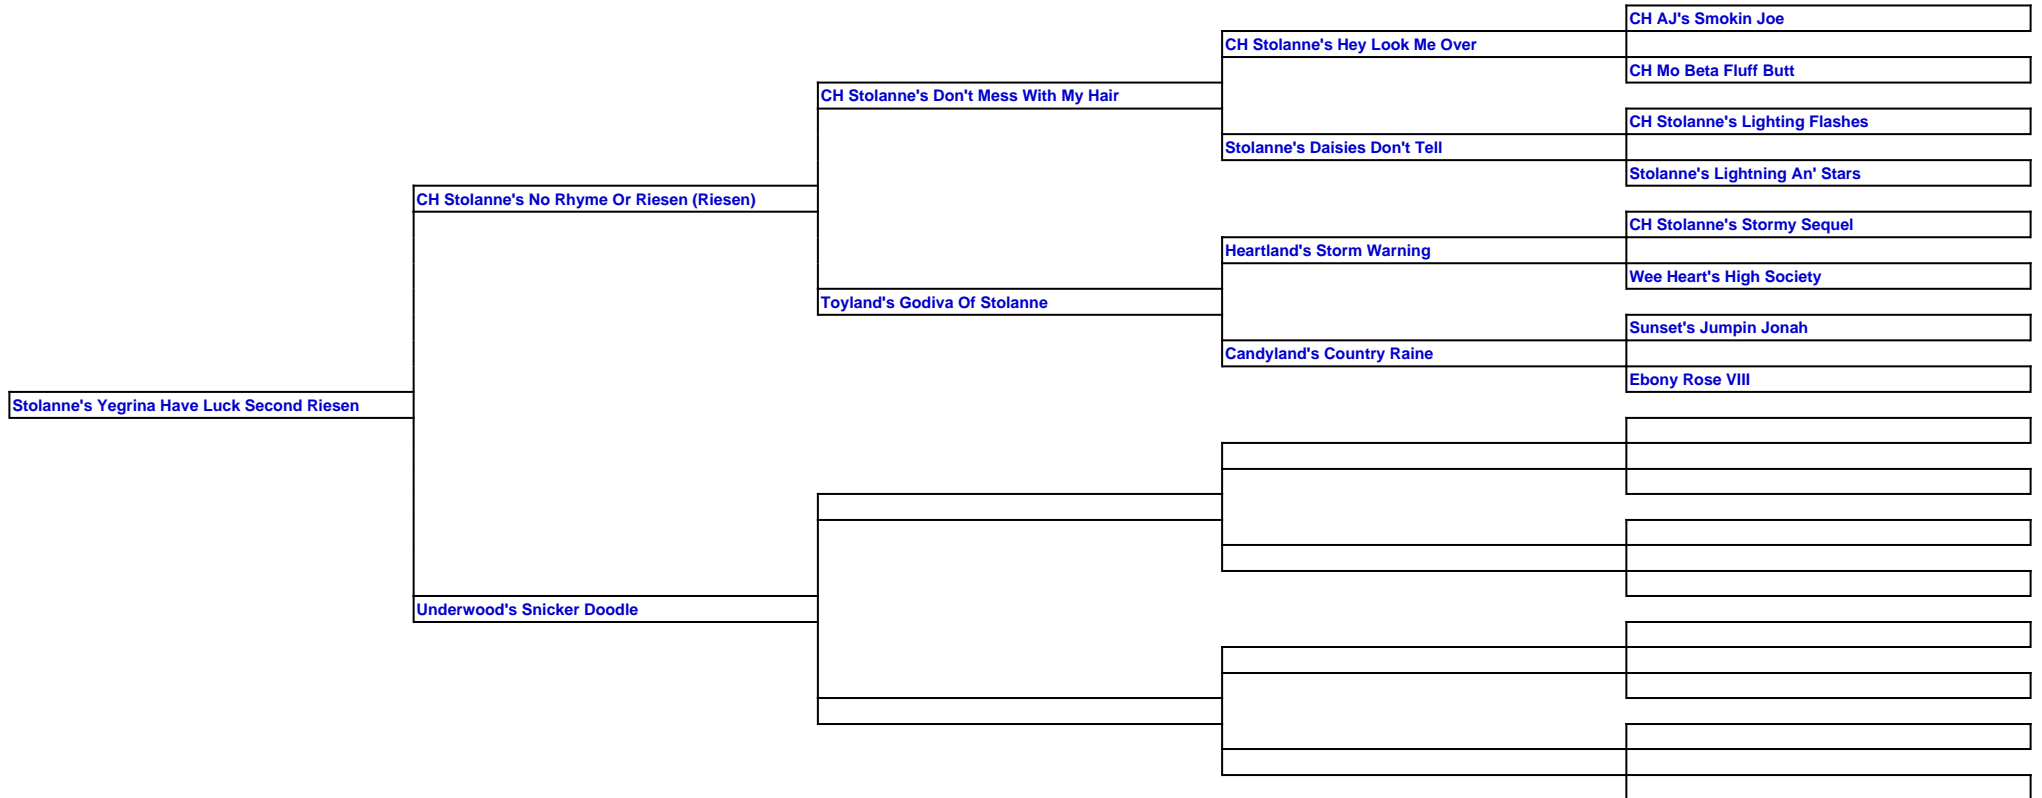 CH AJ's Smokin Joe
CH Stolanne's Hey Look Me Over
CH Mo Beta Fluff Butt
CH Stolanne's Don't Mess With My Hair
CH Stolanne's Lighting Flashes
Stolanne's Daisies Don't Tell
Stolanne's Lightning An' Stars
CH Stolanne's No Rhyme Or Riesen (Riesen)
CH Stolanne's Stormy Sequel
Heartland's Storm Warning
Wee Heart's High Society
Toyland's Godiva Of Stolanne
Sunset's Jumpin Jonah
Candyland's Country Raine
Ebony Rose VIII
Stolanne's Yegrina Have Luck Second Riesen
Underwood's Snicker Doodle